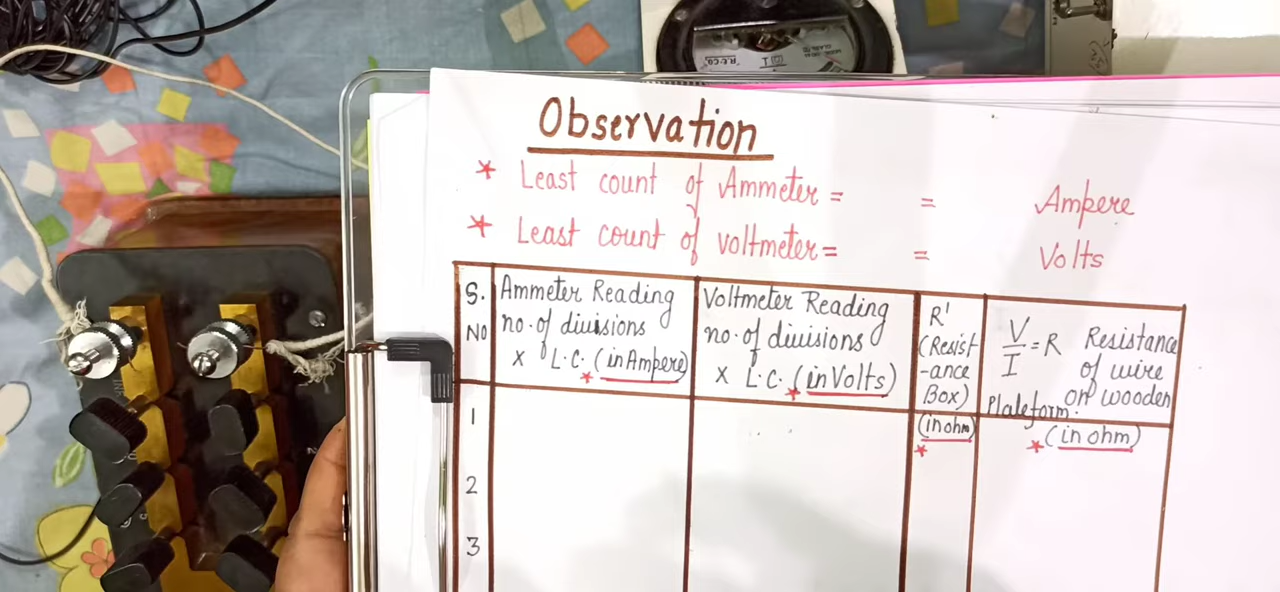 Observation
* Least count of Ammeter = = Ampere
* Least count of voltmeter = = Volts
S. No
Ammeter Reading
no. of divisions
x L.C. (in Ampere)
*
Voltmeter Reading
no. of divisions
x L.C. (in Volts)
*
R'
(Resist
-ance
Box)
(in ohm)
*
V/I = R Resistance
of wire
on wooden
Plateform.
* (in ohm)
1
2
3